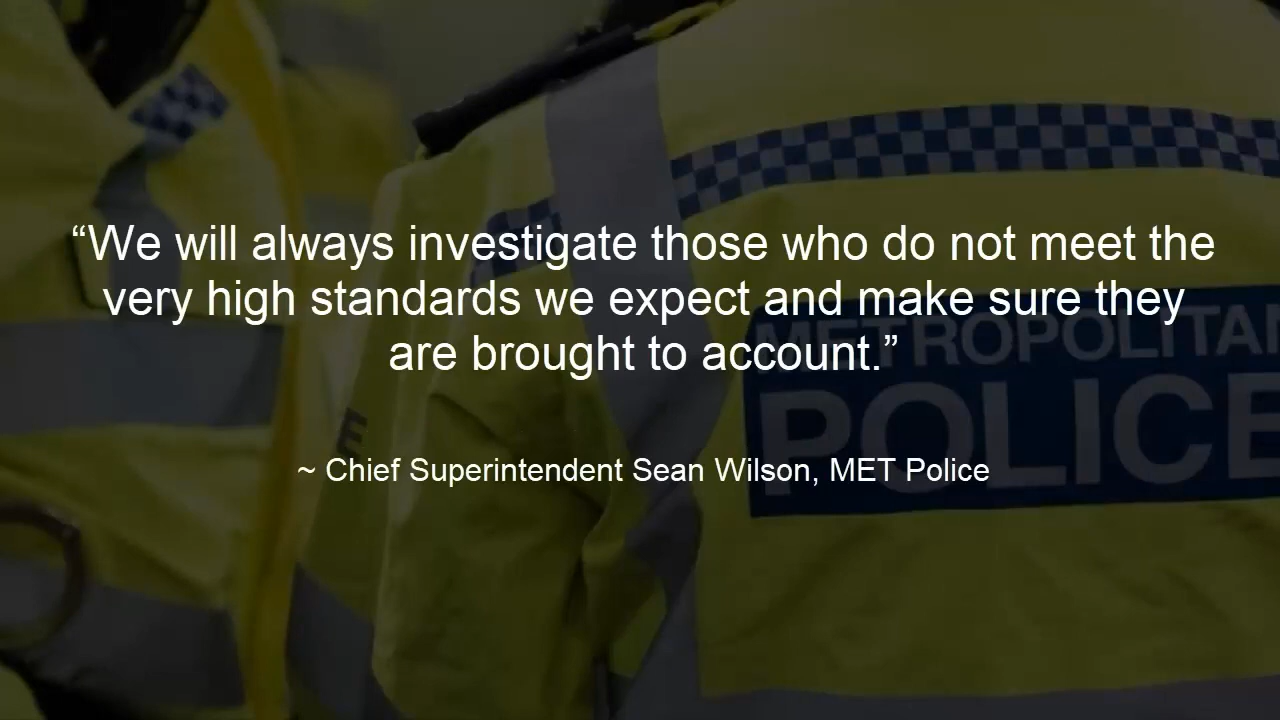 “We will always investigate those who do not meet the
very high standards we expect and make sure they
are brought to account.”
~ Chief Superintendent Sean Wilson, MET Police
METROPOLITAN
POLICE
E